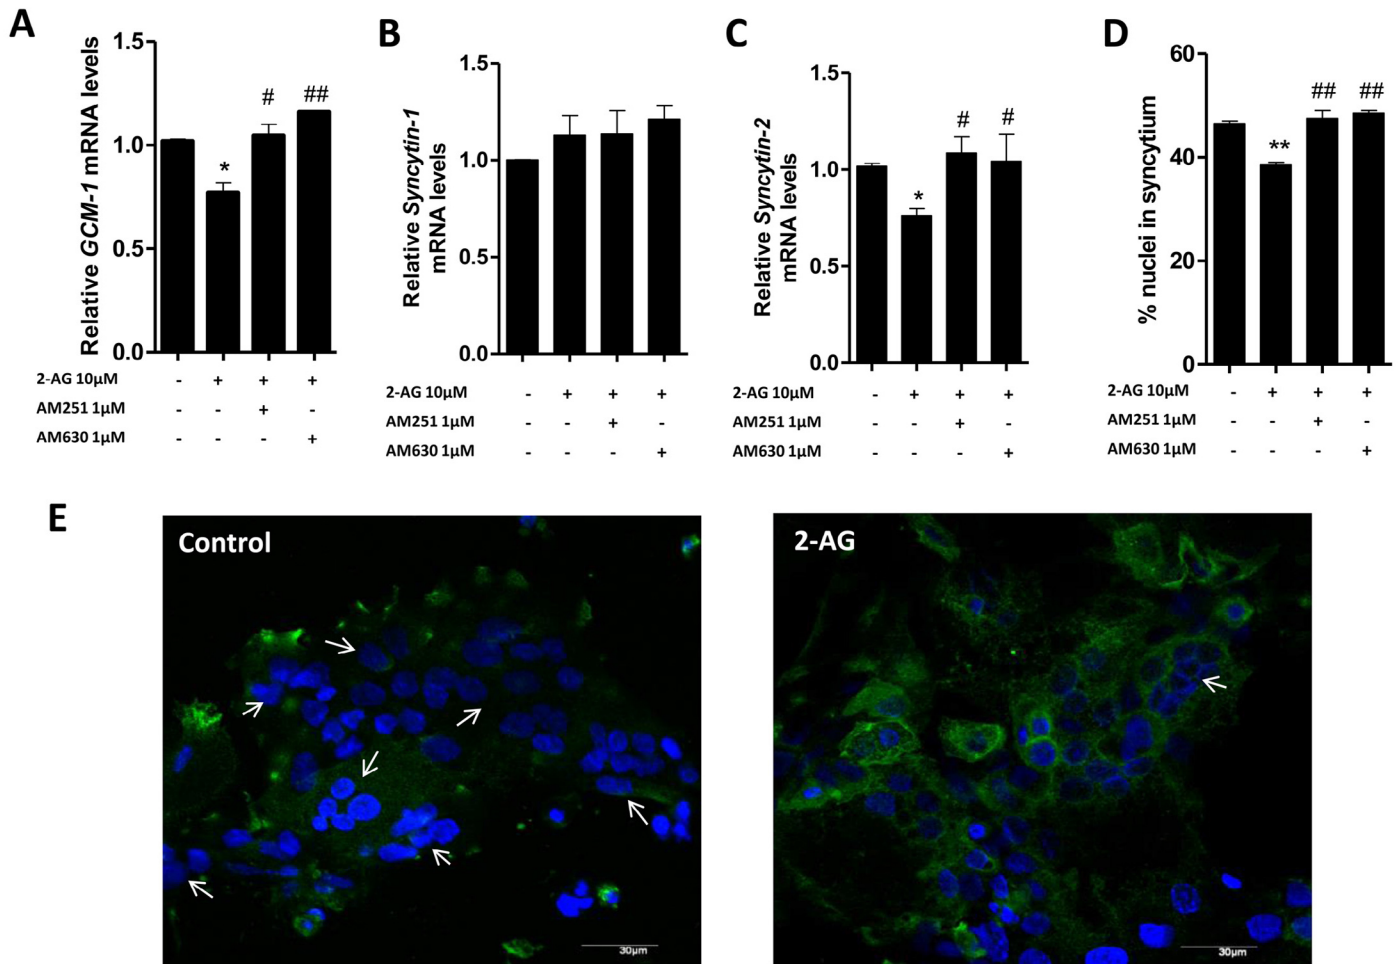 A
Relative GCM-1 mRNA levels
1.5
1.0
0.5
0.0
*
#
##
2-AG 10µM - + + +
AM251 1µM - - + -
AM630 1µM - - - +
B
Relative Syncytin-1
mRNA levels
1.5
1.0
0.5
0.0
2-AG 10µM - + + +
AM251 1µM - - + -
AM630 1µM - - - +
C
Relative Syncytin-2
mRNA levels
1.5
1.0
0.5
0.0
*
#
#
2-AG 10µM - + + +
AM251 1µM - - + -
AM630 1µM - - - +
D
% nuclei in syncytium
60
40
20
0
**
##
##
2-AG 10µM - + + +
AM251 1µM - - + -
AM630 1µM - - - +
E
Control
30µm
2-AG
30µm